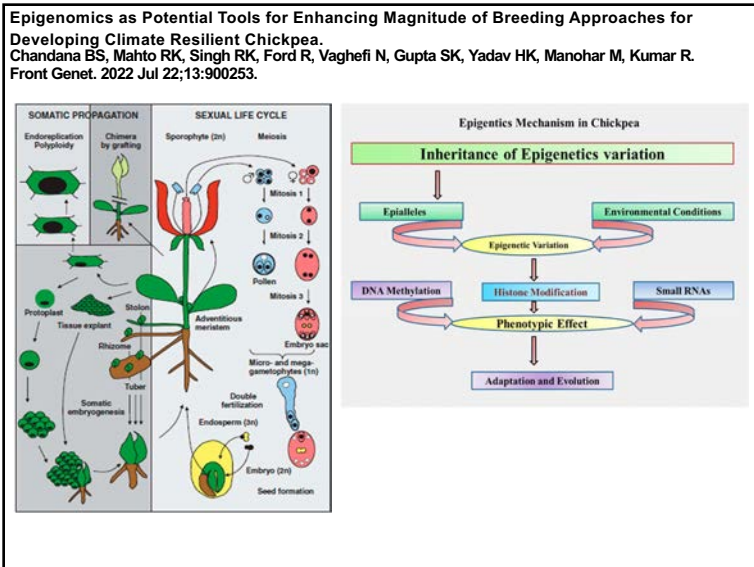 Epigenomics as Potential Tools for Enhancing Magnitude of Breeding Approaches for
Developing Climate Resilient Chickpea.
Chandana BS, Mahto RK, Singh RK, Ford R, Vaghefi N, Gupta SK, Yadav HK, Manohar M, Kumar R.
Front Genet. 2022 Jul 22;13:900253.
SOMATIC PROPAGATION
Endoreplication
Polyploidy
Chimera
by grafting
Protoplast
Tissue explant
Stolon
Rhizome
Tuber
Somatic
embryogenesis
SEXUAL LIFE CYCLE
Sporophyte (2n)
Meiosis
Mitosis 1
Mitosis 2
Pollen
Mitosis 3
Adventitious
meristem
Embryo sac
Micro- and mega-
gametophytes (1n)
Double
fertilization
Endosperm (3n)
Embryo (2n)
Seed formation
Epigentics Mechanism in Chickpea
Inheritance of Epigenetics variation
Epialleles
Environmental Conditions
Epigenetic Variation
DNA Methylation
Histone Modification
Small RNAs
Phenotypic Effect
Adaptation and Evolution